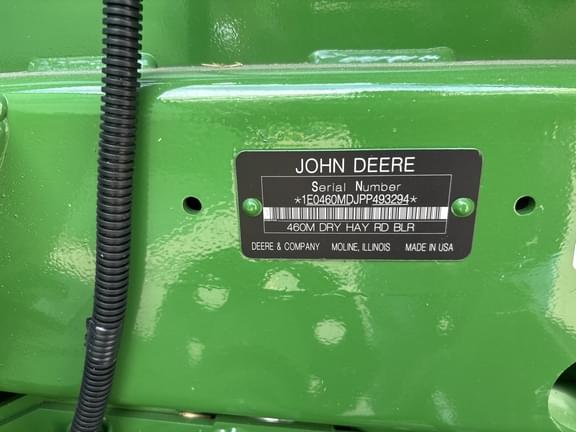 JOHN DEERE
Serial Number
*1E0460MDJPP493294*
460M DRY HAY RD BLR
DEERE & COMPANY MOLINE, ILLINOIS MADE IN USA